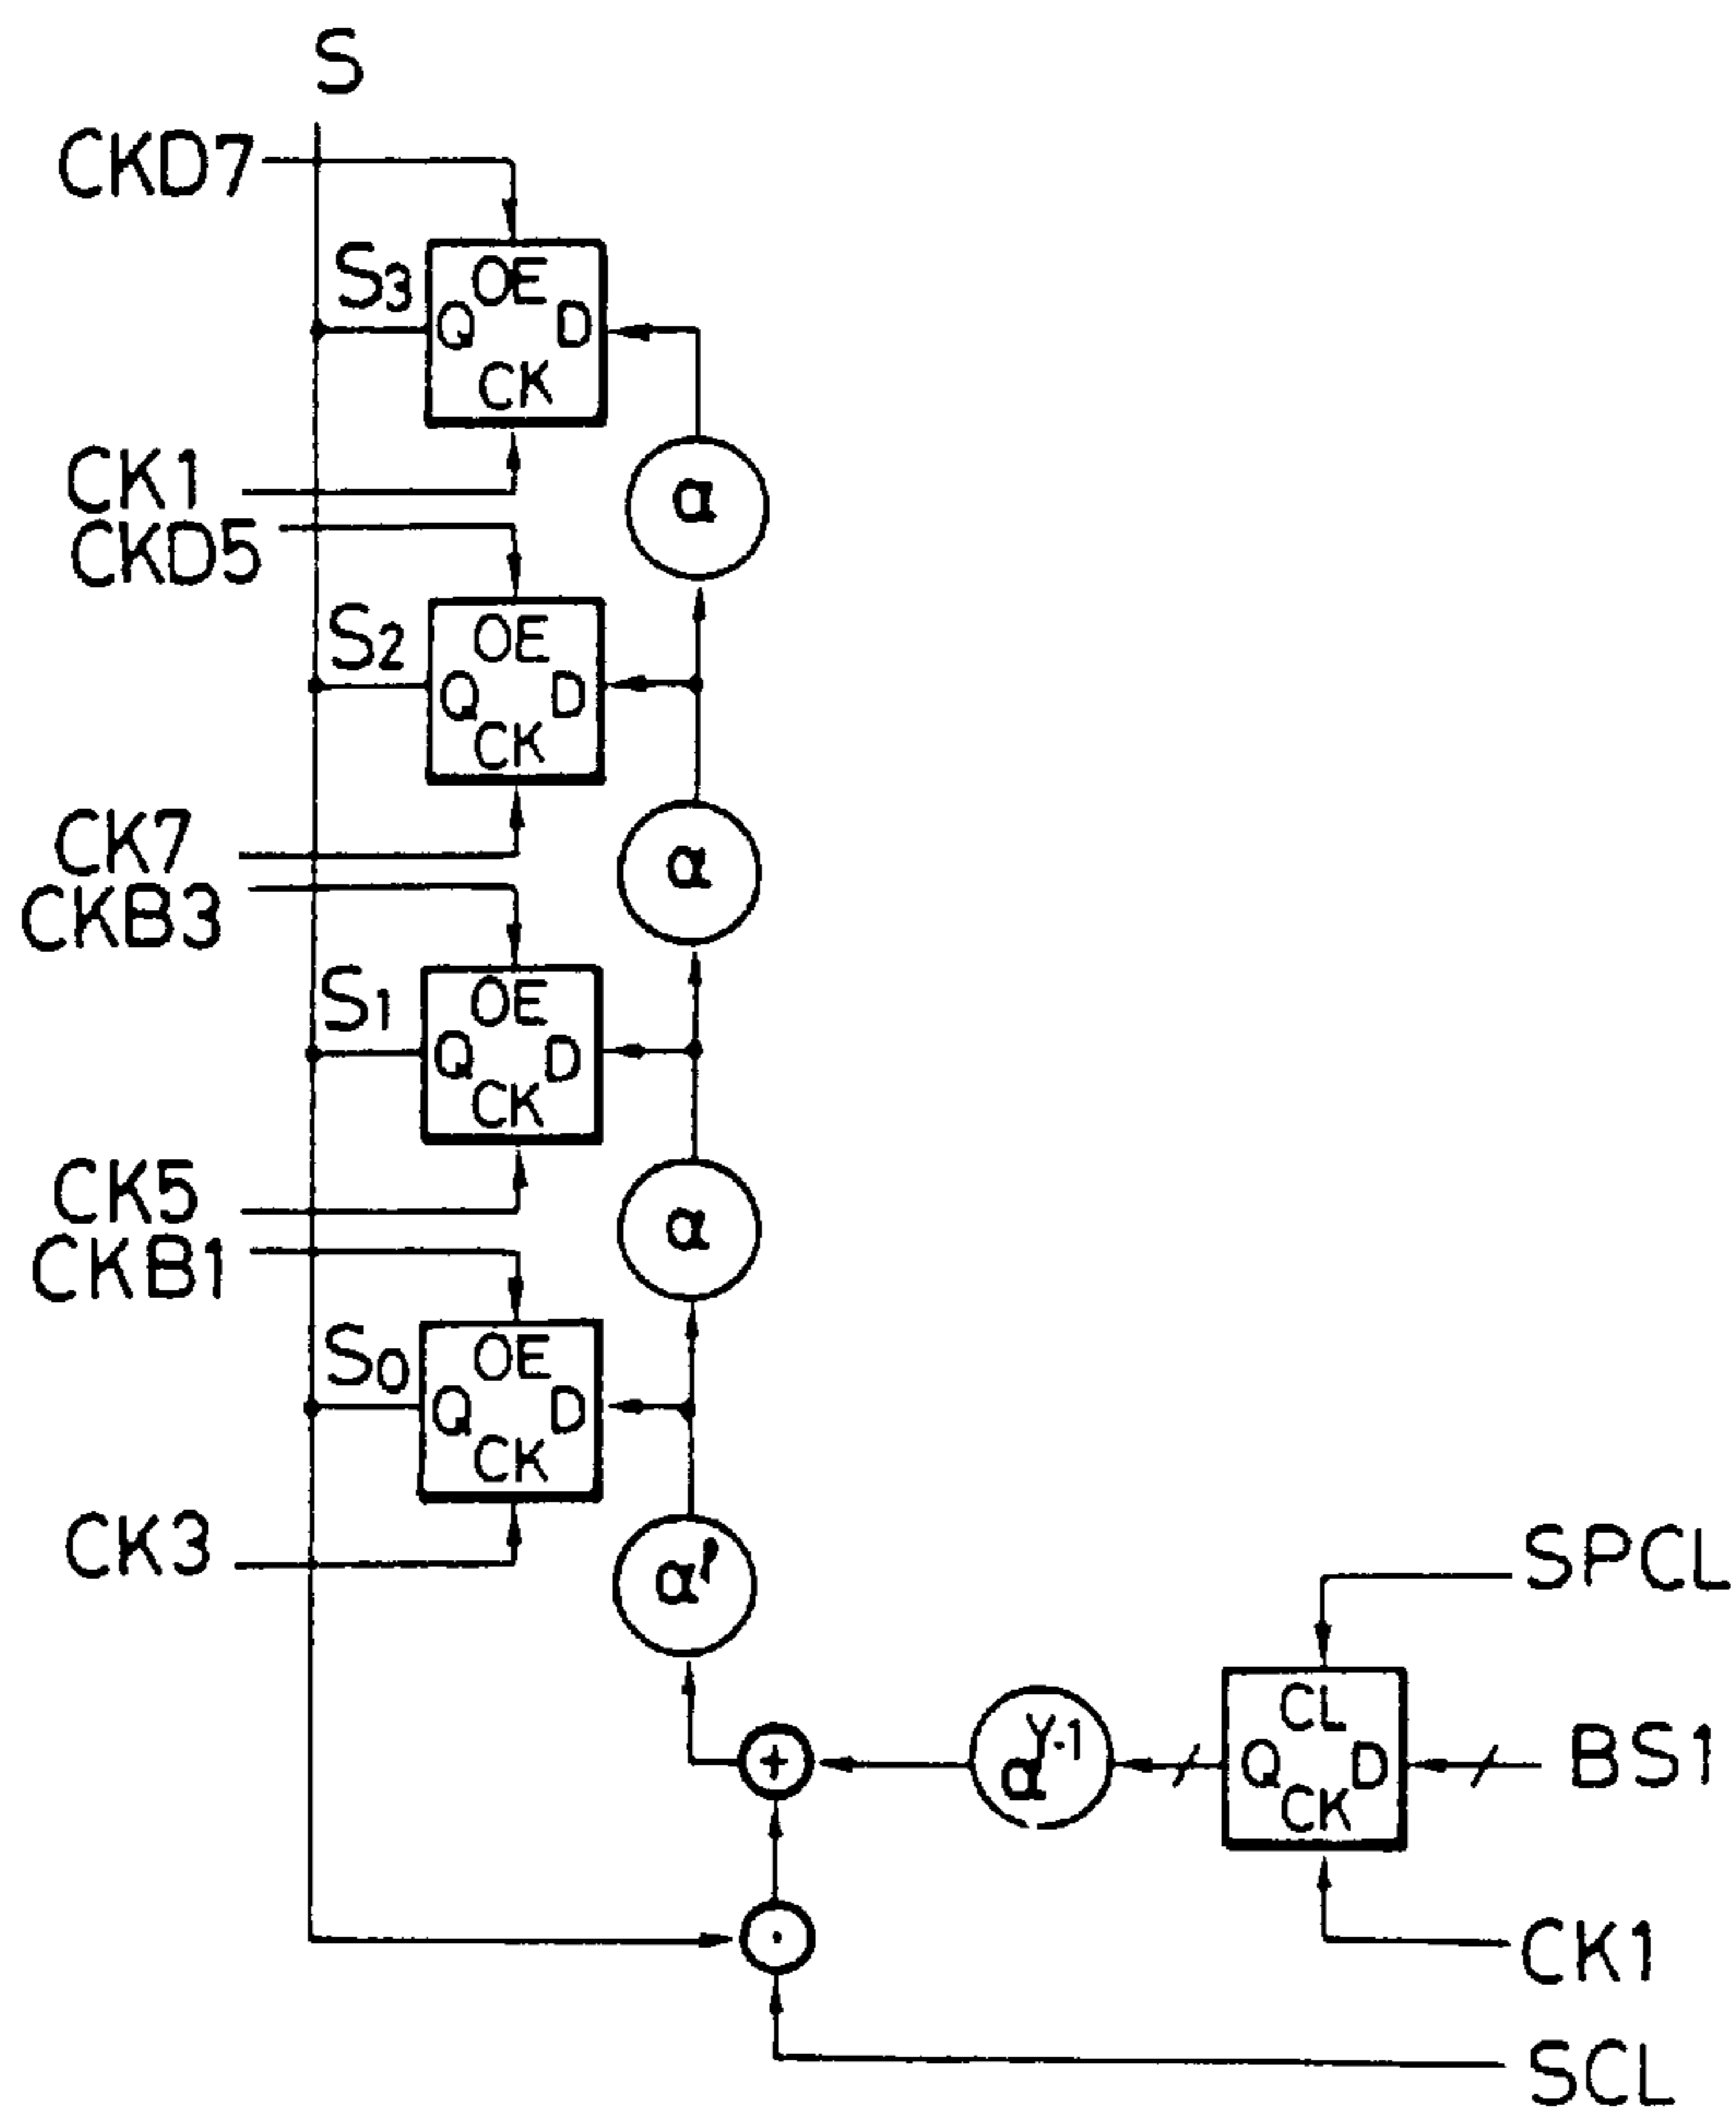 S
CKD7
S3
OE
Q D
CK
CK1
α
CKD5
S2
OE
Q D
CK
CK7
α
CKB3
S1
OE
Q D
CK
CK5
α
CKB1
S0
OE
Q D
CK
CK3
α'
SPCL
+
α^Y-1
CL
Q D
CK
BS1
CK1
SCL